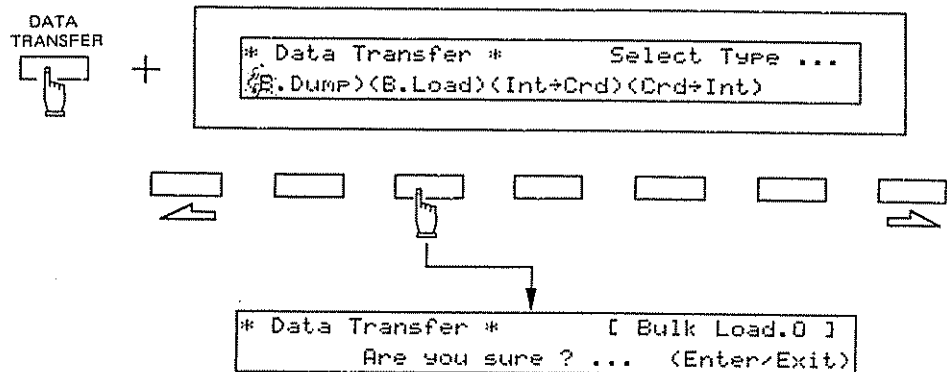 DATA
TRANSFER
+
* Data Transfer *     Select Type ...
(B.Dump)(B.Load)(Int→Crd)(Crd→Int)
* Data Transfer *     [ Bulk Load.O ]
Are you sure ? ... (Enter/Exit)